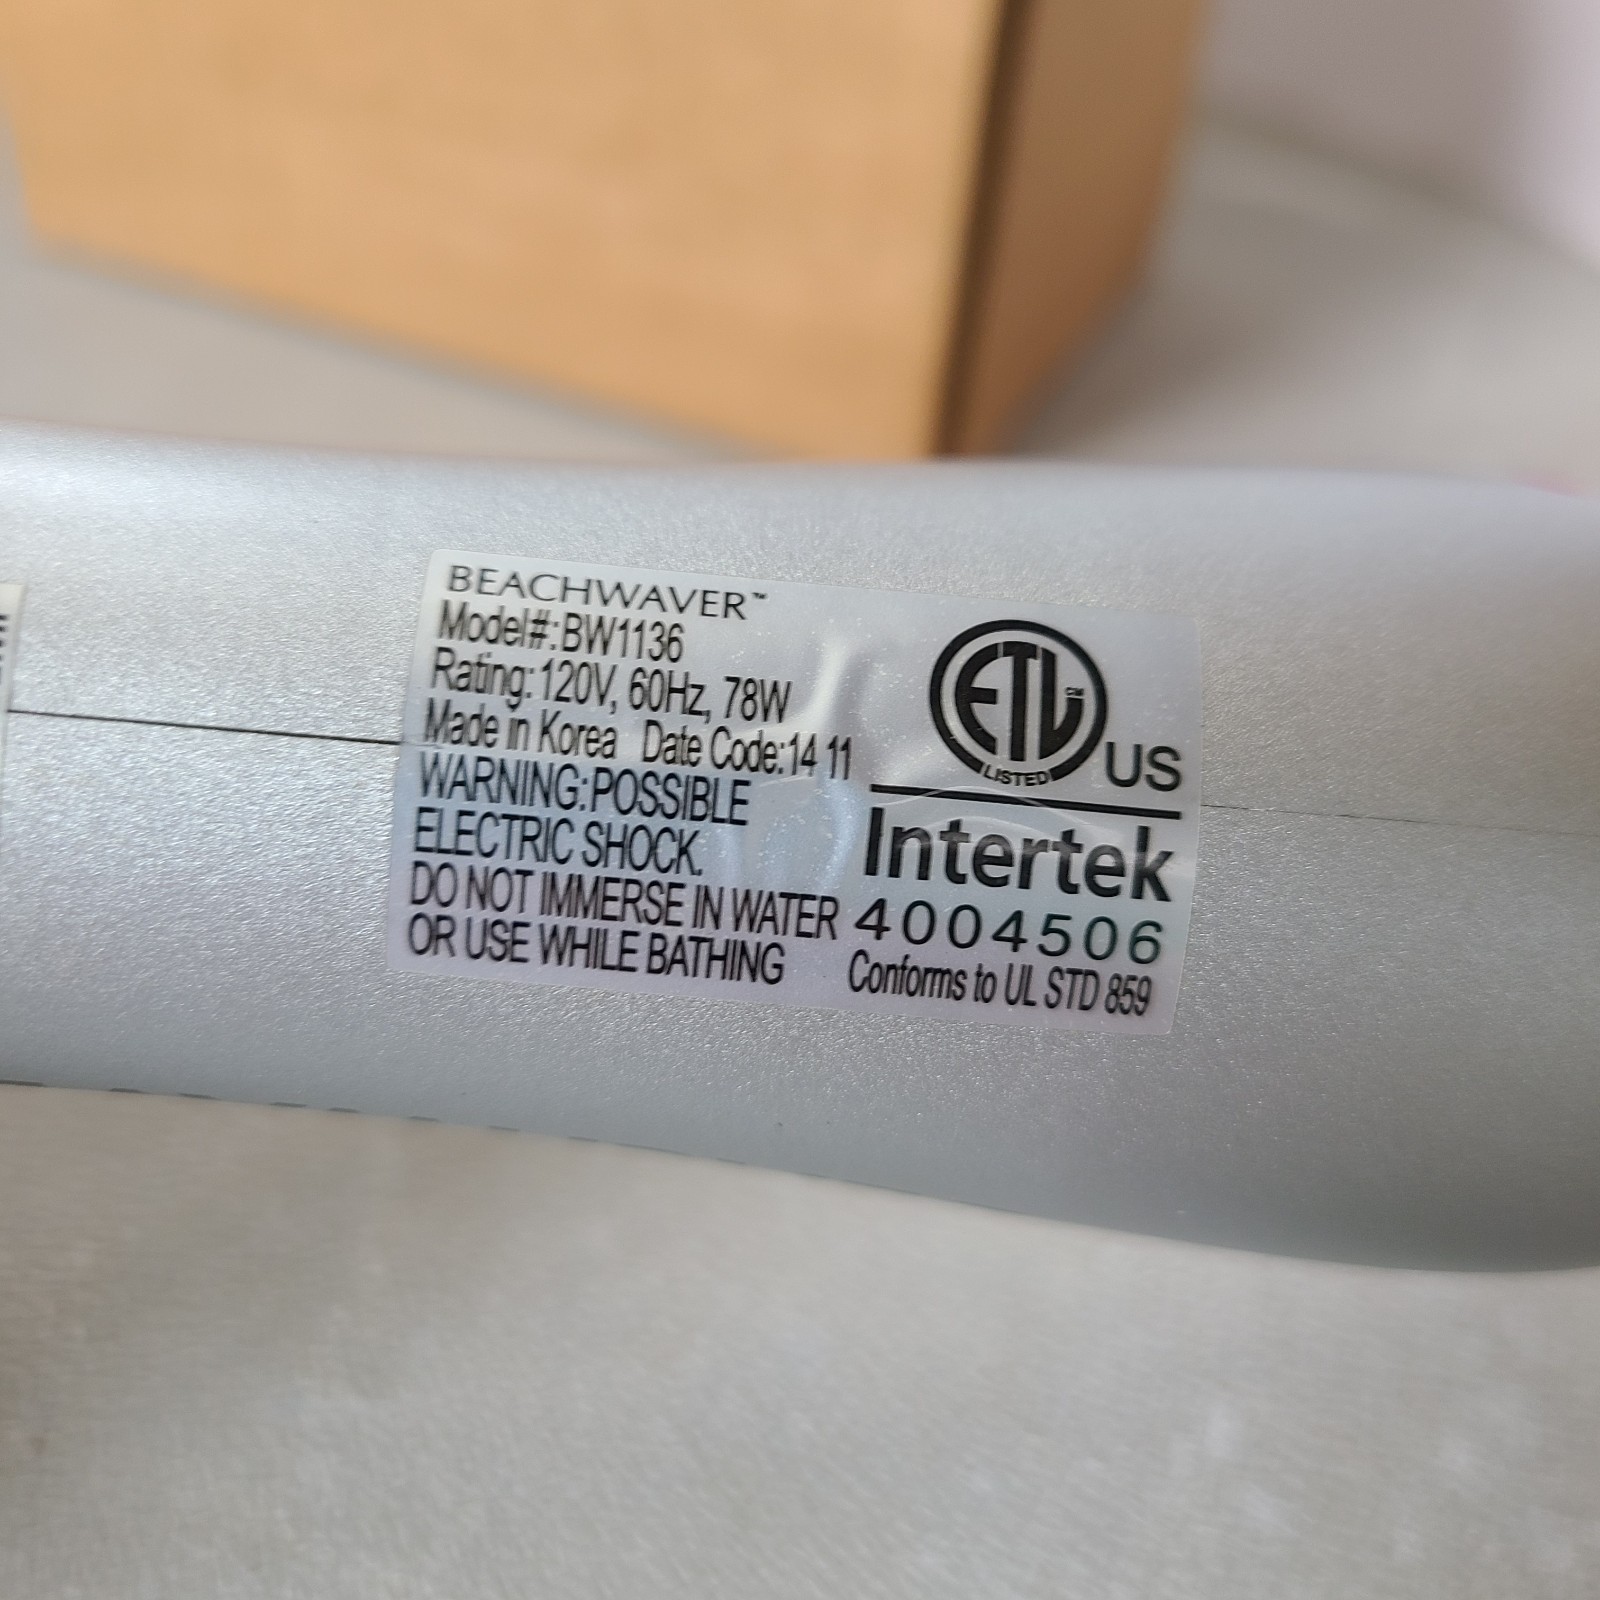 BEACHWAVER™
Model#:BW1136
Rating:120V, 60Hz, 78W
Made in Korea Date Code:14 11
WARNING:POSSIBLE
ELECTRIC SHOCK.
DO NOT IMMERSE IN WATER
OR USE WHILE BATHING
ETL CM
LISTED
US
Intertek
4004506
Conforms to UL STD 859